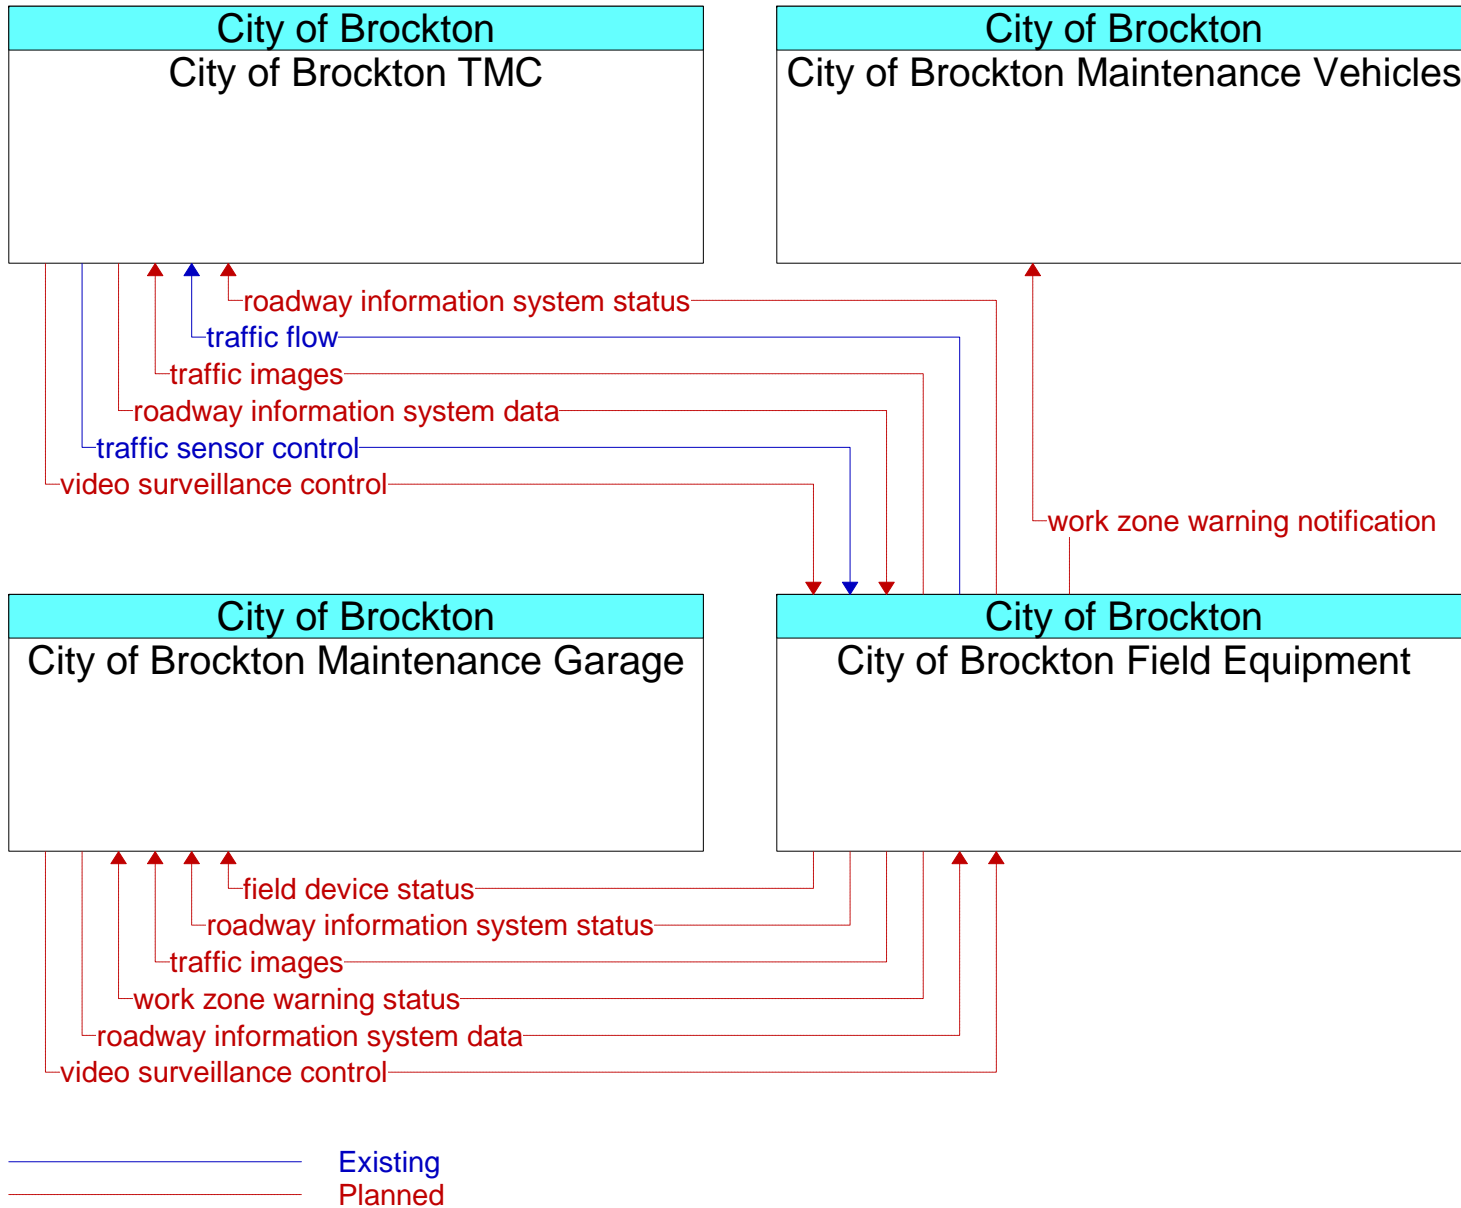 City of Brockton
City of Brockton TMC
City of Brockton
City of Brockton Maintenance Vehicles
roadway information system status
traffic flow
traffic images
roadway information system data
traffic sensor control
video surveillance control
work zone warning notification
City of Brockton
City of Brockton Maintenance Garage
City of Brockton
City of Brockton Field Equipment
field device status
roadway information system status
traffic images
work zone warning status
roadway information system data
video surveillance control
Existing
Planned